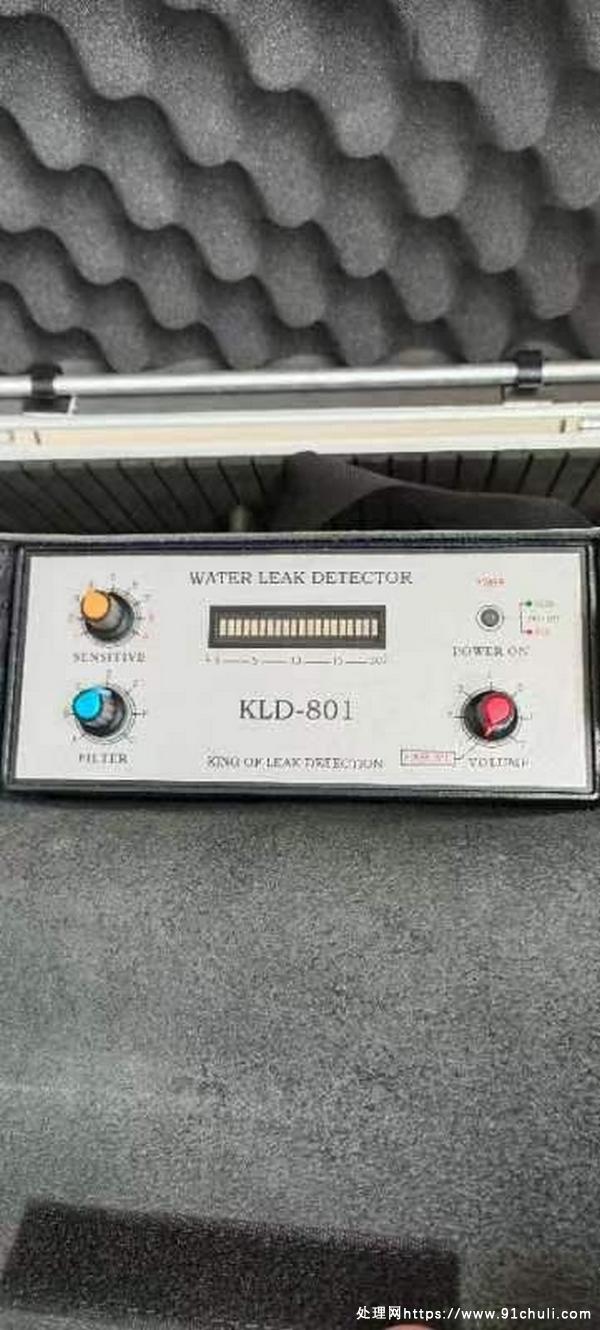 WATER LEAK DETECTOR
SENSITIVE
POWER
POWER ON
KLD-801
FILTER
KING OF LEAK DETECTION
VOLUME
处理网https://www.91chuli.com